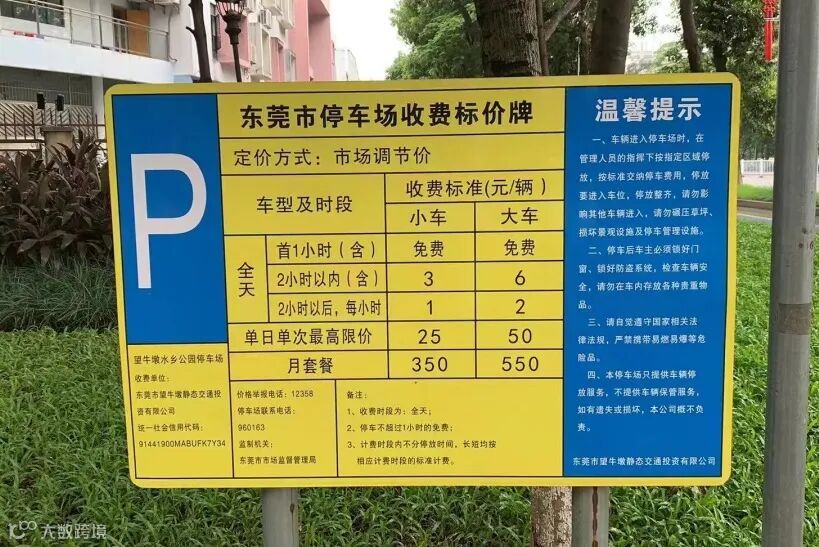 P
望牛墩水乡公园停车场
收费单位：
东莞市望牛墩静态交通投
资有限公司
统一社会信用代码：
91441900MABUFK7Y34
东莞市停车场收费标价牌
定价方式：市场调节价
车型及时段 收费标准(元/辆)
小车 大车
全天 首1小时（含） 免费 免费
2小时以内(含) 3 6
2小时以后，每小时 1 2
单日单次最高限价 25 50
月套餐 350 550
价格举报电话：12358
停车场联系电话：
960163
监制机关：
东莞市市场监督管理局
备注：
1、收费时段为：全天；
2、停车不超过1小时的免费；
3、计费时段内不分停放时间，长短均按
相应计费时段的标准计费。
温馨提示
一、车辆进入停车场时，在
管理人员的指挥下按指定区域停
放，按标准交纳停车费用，停放
要进入车位，停放整齐，请勿影
响其他车辆进入，请勿碾压草坪、
损坏景观设施及停车管理设施。
二、停车后车主必须锁好门
窗、锁好防盗系统，检查车辆安
全，请勿在车内存放各种贵重物
品。
三、请自觉遵守国家相关法
律法规，严禁携带易燃易爆等危
险品。
四、本停车场只提供车辆停
放服务，不提供车辆保管服务，
如有遗失或损坏，本公司概不负
责。
东莞市望牛墩静态交通投资有限公司
大数跨境